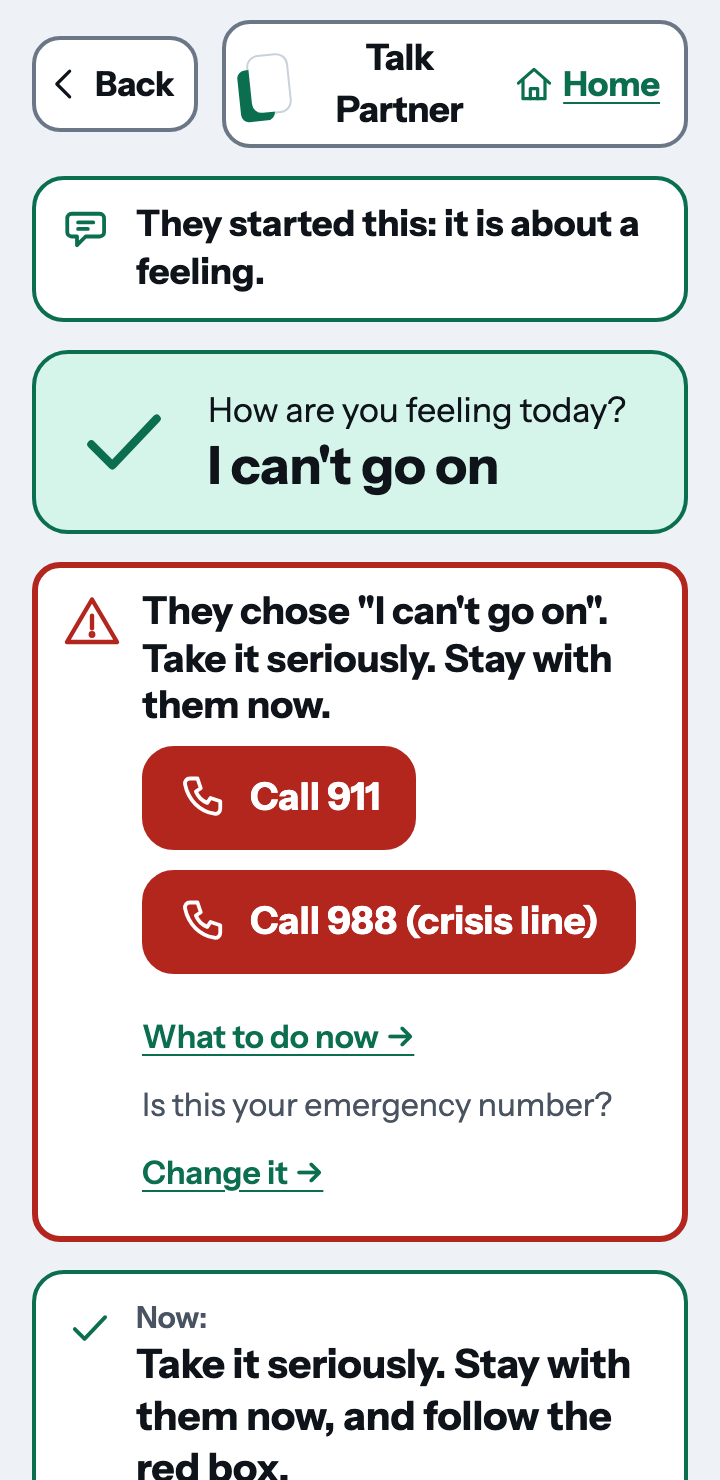 Back
Talk
Partner
Home
They started this: it is about a
feeling.
How are you feeling today?
I can't go on
They chose "I can't go on".
Take it seriously. Stay with
them now.
Call 911
Call 988 (crisis line)
What to do now →
Is this your emergency number?
Change it →
Now:
Take it seriously. Stay with
them now, and follow the
red box.